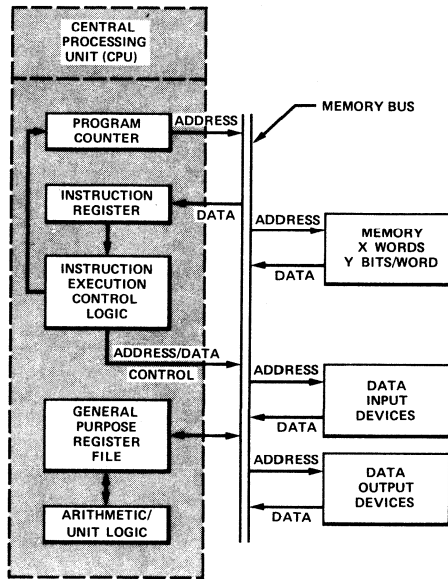 CENTRAL
PROCESSING
UNIT (CPU)
PROGRAM
COUNTER
ADDRESS
MEMORY BUS
INSTRUCTION
REGISTER
DATA
ADDRESS
MEMORY
X WORDS
Y BITS/WORD
DATA
INSTRUCTION
EXECUTION
CONTROL
LOGIC
ADDRESS/DATA
CONTROL
ADDRESS
DATA
INPUT
DEVICES
DATA
GENERAL
PURPOSE
REGISTER
FILE
ADDRESS
DATA
OUTPUT
DEVICES
DATA
ARITHMETIC/
UNIT LOGIC